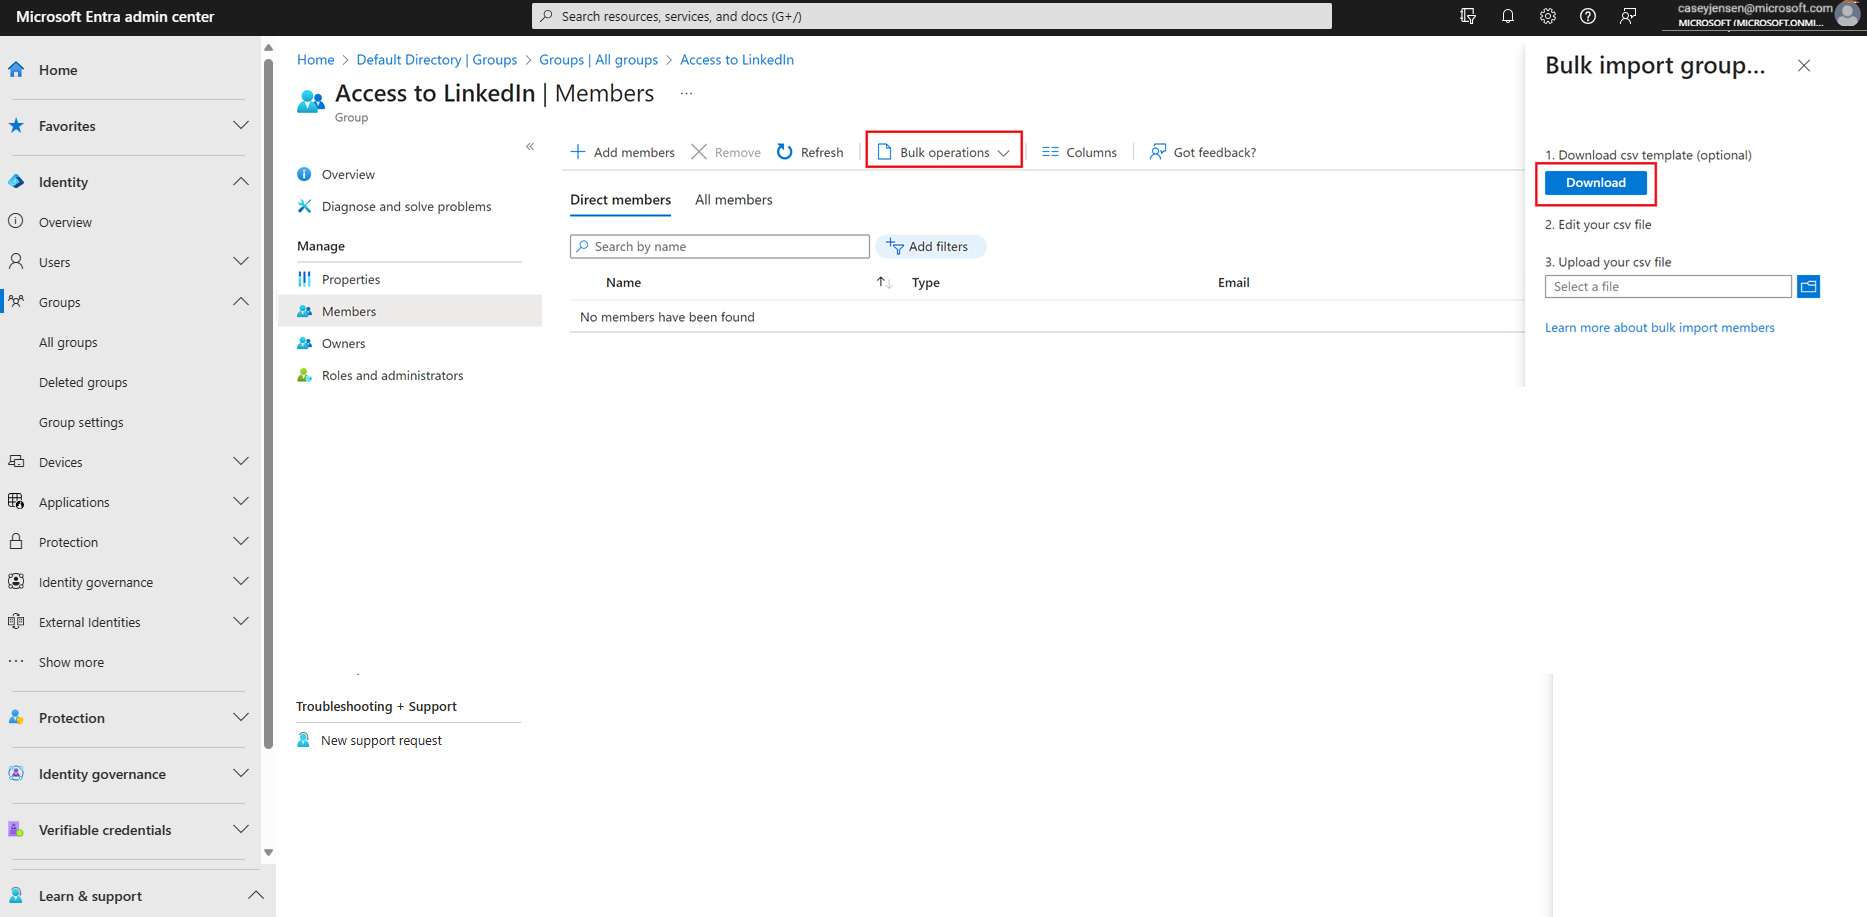 Microsoft Entra admin center
Search resources, services, and docs (G+/)
caseyjensen@microsoft.com
MICROSOFT (MICROSOFT.ONMI...
Home
Favorites
Identity
Overview
Users
Groups
All groups
Deleted groups
Group settings
Devices
Applications
Protection
Identity governance
External Identities
Show more
Protection
Identity governance
Verifiable credentials
Learn & support
Home > Default Directory | Groups > Groups | All groups > Access to LinkedIn
Access to LinkedIn | Members ...
Group
Overview
Diagnose and solve problems
Manage
Properties
Members
Owners
Roles and administrators
Troubleshooting + Support
New support request
Add members Remove Refresh Bulk operations Columns Got feedback?
Direct members All members
Search by name Add filters
Name Type Email
No members have been found
Bulk import group...
1. Download csv template (optional)
Download
2. Edit your csv file
3. Upload your csv file
Select a file
Learn more about bulk import members